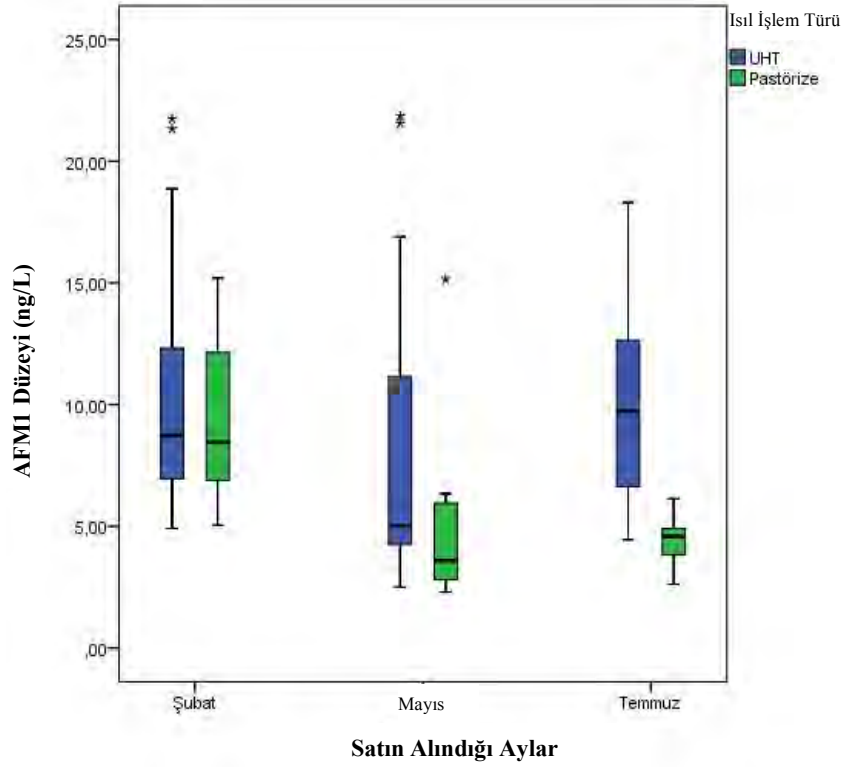 Isıl İşlem Türü
UHT
Pastörize
AFM1 Düzeyi (ng/L)
25,00
20,00
15,00
10,00
5,00
,00
Şubat
Mayıs
Temmuz
Satın Alındığı Aylar